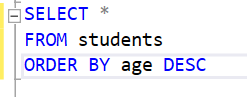 SELECT *
FROM students
ORDER BY age DESC